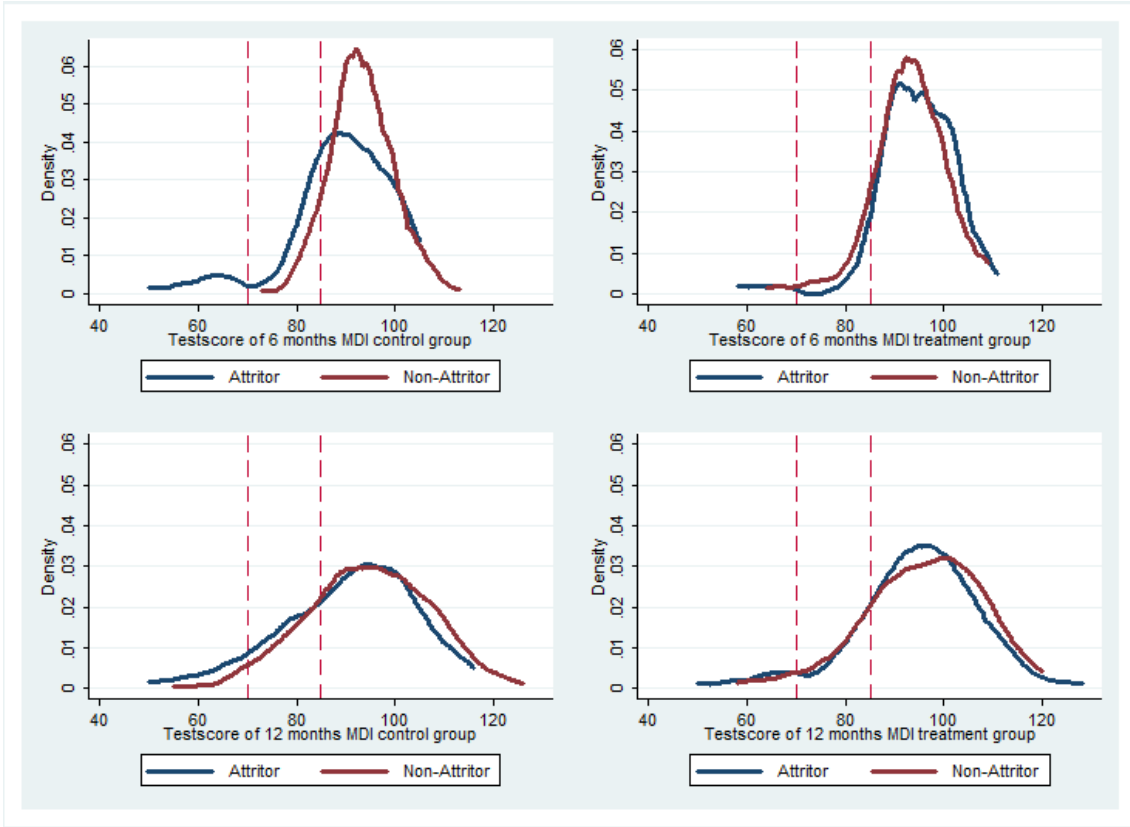 .06
.05
.04
.03
.02
.01
0
Density
40 60 80 100 120
Testscore of 6 months MDI control group
Attritor Non-Attritor
.06
.05
.04
.03
.02
.01
0
Density
40 60 80 100 120
Testscore of 6 months MDI treatment group
Attritor Non-Attritor
.06
.05
.04
.03
.02
.01
0
Density
40 60 80 100 120
Testscore of 12 months MDI control group
Attritor Non-Attritor
.06
.05
.04
.03
.02
.01
0
Density
40 60 80 100 120
Testscore of 12 months MDI treatment group
Attritor Non-Attritor